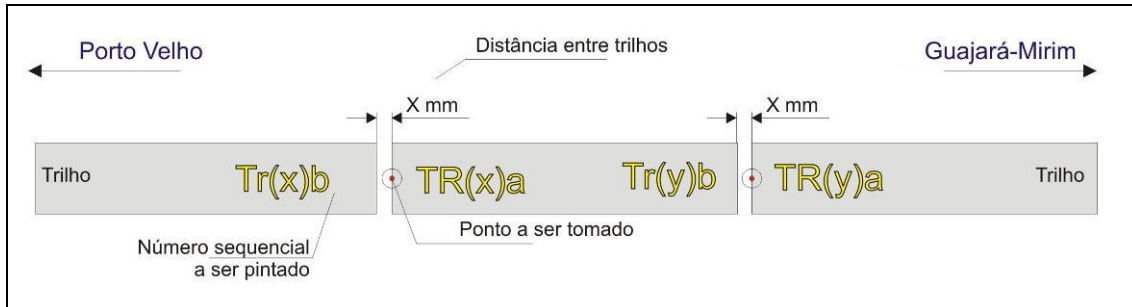 Porto Velho
Distância entre trilhos
Guajará-Mirim
X mm
X mm
Trilho
Tr(x)b
TR(x)a
Tr(y)b
TR(y)a
Trilho
Número sequencial
a ser pintado
Ponto a ser tomado